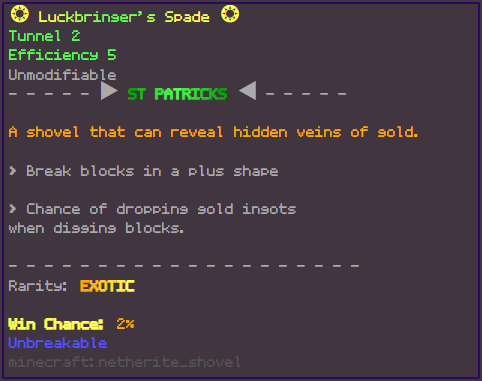 Luckbringer's Spade
Tunnel 2
Efficiency 5
Unmodifiable
- - - - - ▶ ST PATRICKS ◀ - - - - -
A shovel that can reveal hidden veins of gold.
> Break blocks in a plus shape
> Chance of dropping gold ingots
when digging blocks.
- - - - - - - - - - - - - - - - - - - - -
Rarity: EXOTIC
Win Chance: 2%
Unbreakable
minecraft:netherite_shovel